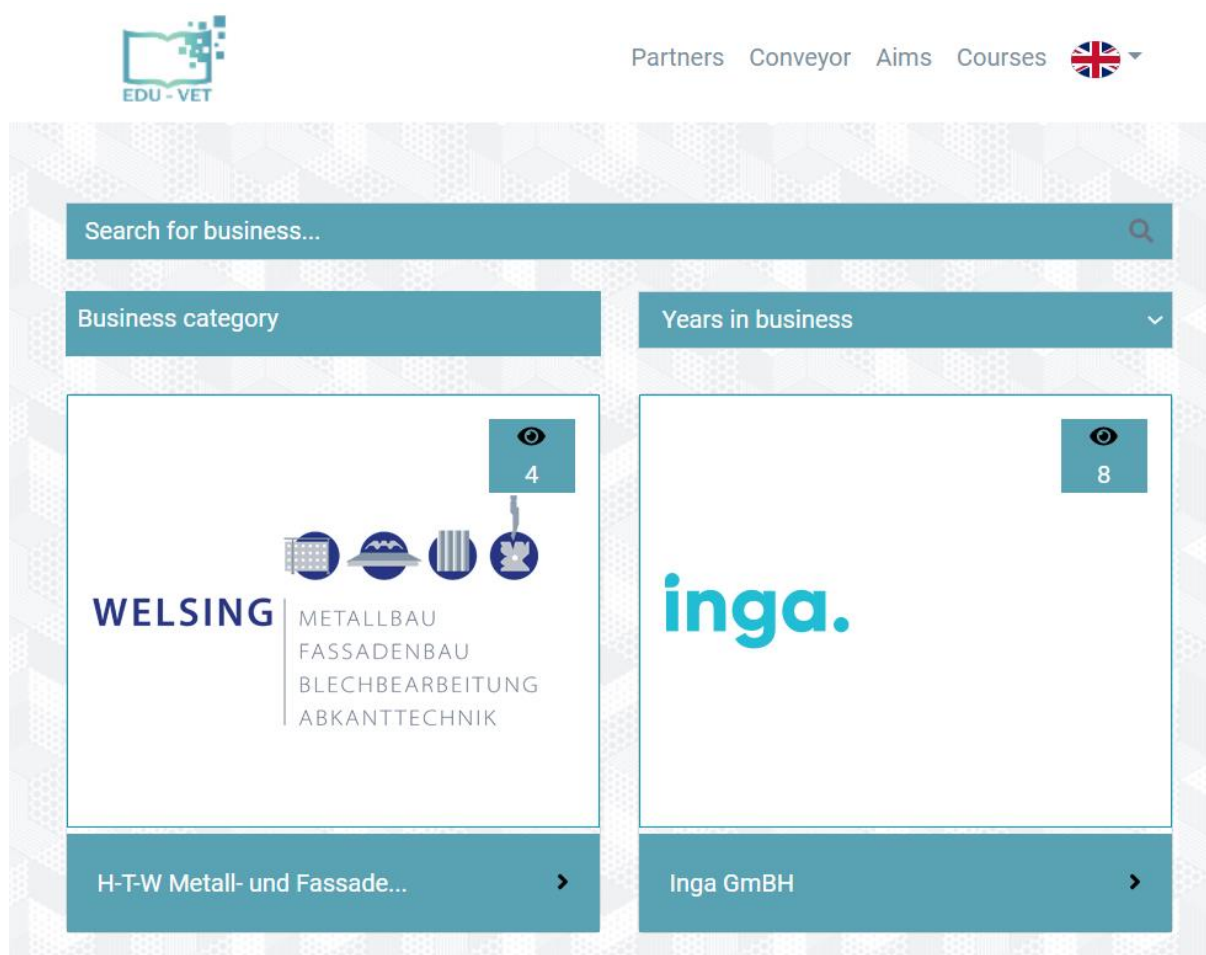 EDU - VET
Partners Conveyor Aims Courses
Search for business...
Business category
Years in business
4
WELSING
METALLBAU
FASSADENBAU
BLECHBEARBEITUNG
ABKANTTECHNIK
8
inga.
H-T-W Metall- und Fassade...
Inga GmBH